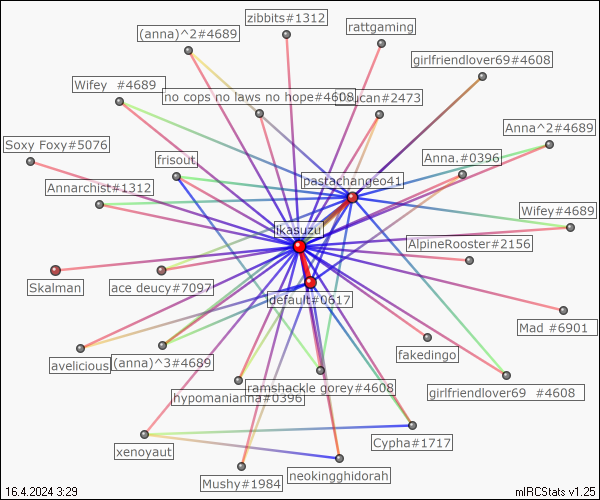 zibbits#1312
rattgaming
(anna)^2#4689
girlfriendlover69#4608
Wifey  #4689
no cops no laws no hope#4608
ucan#2473
Anna^2#4689
Soxy Foxy#5076
frisout
Anna.#0396
pastachangeo41
Annarchist#1312
Wifey#4689
likasuzu
AlpineRooster#2156
Skalman
ace deucy#7097
default#0617
Mad #6901
avelicious
(anna)^3#4689
fakedingo
ramshackle gorey#4608
girlfriendlover69  #4608
hypomanianna#0396
Cypha#1717
xenoyaut
neokingghidorah
Mushy#1984
16.4.2024 3:29
mIRCStats v1.25